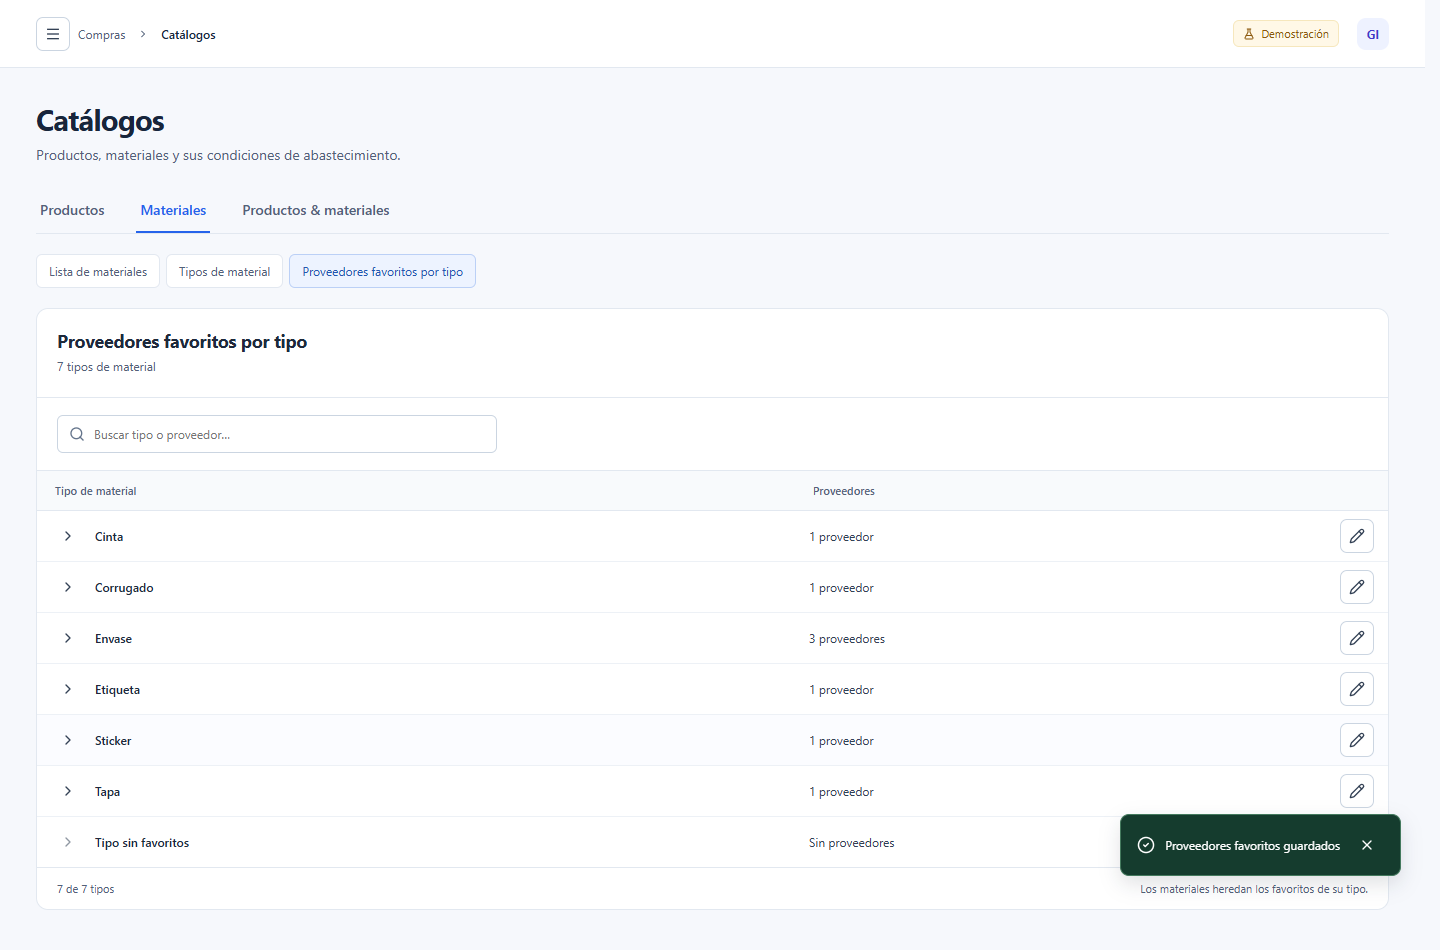 Compras > Catálogos
Demostración
GI
Catálogos
Productos, materiales y sus condiciones de abastecimiento.
Productos
Materiales
Productos & materiales
Lista de materiales
Tipos de material
Proveedores favoritos por tipo
Proveedores favoritos por tipo
7 tipos de material
Buscar tipo o proveedor...
Tipo de material
Proveedores
Cinta
1 proveedor
Corrugado
1 proveedor
Envase
3 proveedores
Etiqueta
1 proveedor
Sticker
1 proveedor
Tapa
1 proveedor
Tipo sin favoritos
Sin proveedores
Proveedores favoritos guardados
7 de 7 tipos
Los materiales heredan los favoritos de su tipo.